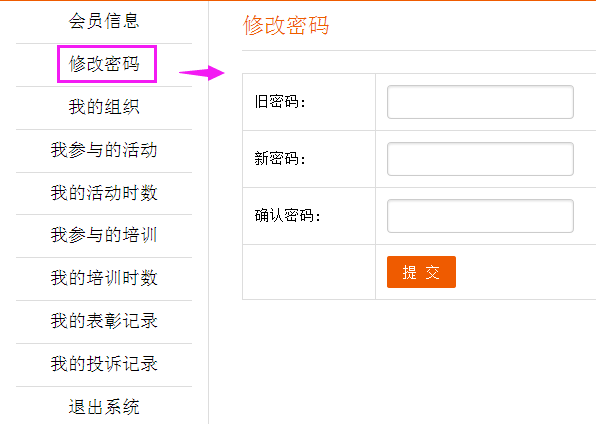 会员信息
修改密码
我的组织
我参与的活动
我的活动时数
我参与的培训
我的培训时数
我的表彰记录
我的投诉记录
退出系统
修改密码
旧密码：
新密码：
确认密码：
提 交